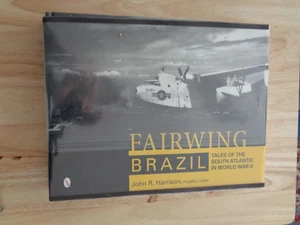 FAIRWING
BRAZIL
TALES OF THE
SOUTH ATLANTIC
IN WORLD WAR II
John R. Harrison,